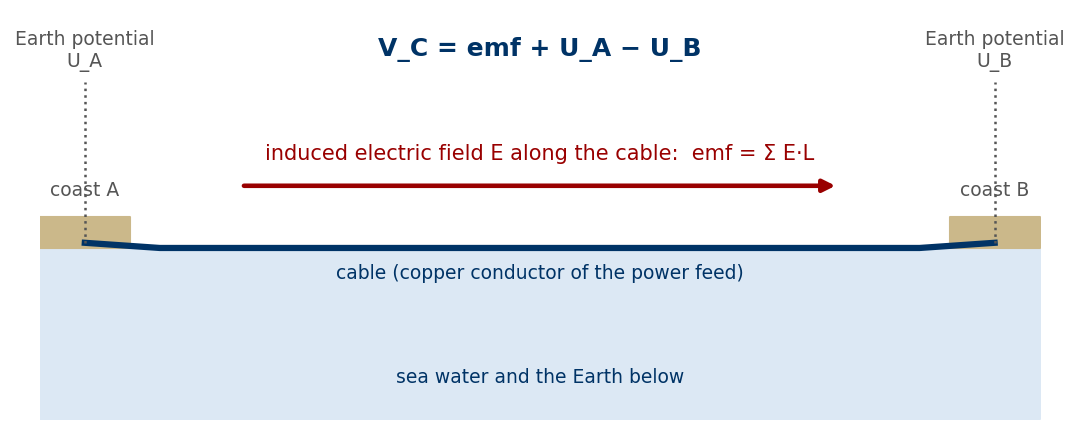 Earth potential
U_A
V_C = emf + U_A − U_B
Earth potential
U_B
induced electric field E along the cable:  emf = Σ E·L
coast A
coast B
cable (copper conductor of the power feed)
sea water and the Earth below